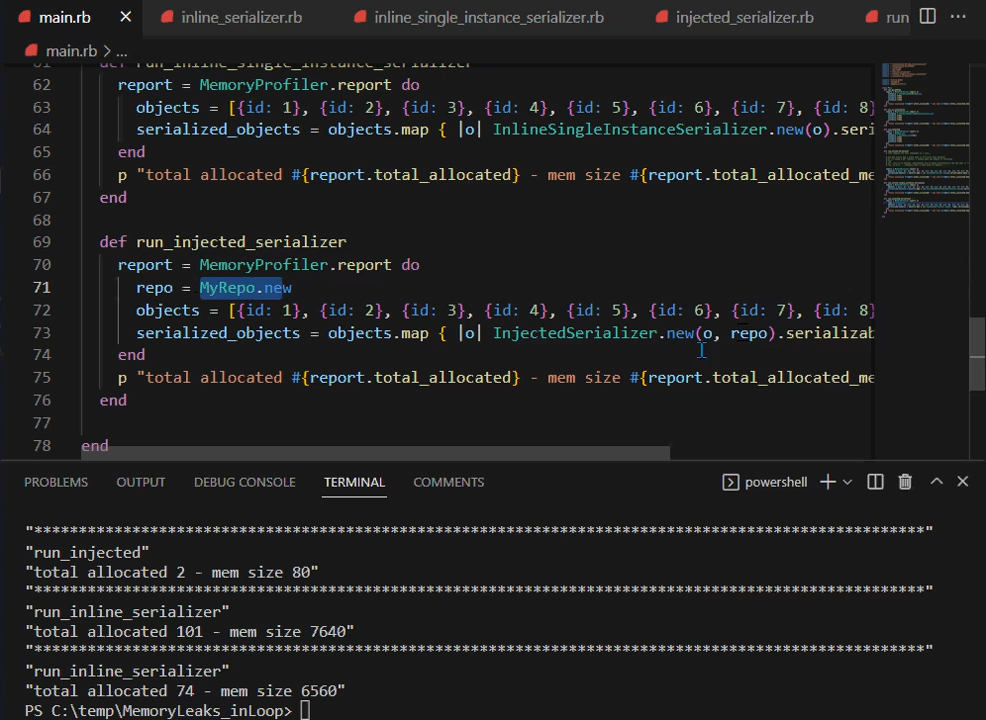 main.rb
inline_serializer.rb
inline_single_instance_serializer.rb
injected_serializer.rb
run
main.rb > ...
61 def run_inline_single_instance_serializer
62 report = MemoryProfiler.report do
63 objects = [{id: 1}, {id: 2}, {id: 3}, {id: 4}, {id: 5}, {id: 6}, {id: 7}, {id: 8}
64 serialized_objects = objects.map { |o| InlineSingleInstanceSerializer.new(o).seri
65 end
66 p "total allocated #{report.total_allocated} - mem size #{report.total_allocated_me
67 end
68
69 def run_injected_serializer
70 report = MemoryProfiler.report do
71 repo = MyRepo.new
72 objects = [{id: 1}, {id: 2}, {id: 3}, {id: 4}, {id: 5}, {id: 6}, {id: 7}, {id: 8}
73 serialized_objects = objects.map { |o| InjectedSerializer.new(o, repo).serializab
74 end
75 p "total allocated #{report.total_allocated} - mem size #{report.total_allocated_me
76 end
77
78 end
PROBLEMS OUTPUT DEBUG CONSOLE TERMINAL COMMENTS powershell
"****************************************************************************************************"
"run_injected"
"total allocated 2 - mem size 80"
"****************************************************************************************************"
"run_inline_serializer"
"total allocated 101 - mem size 7640"
"****************************************************************************************************"
"run_inline_serializer"
"total allocated 74 - mem size 6560"
PS C:\temp\MemoryLeaks_inLoop>